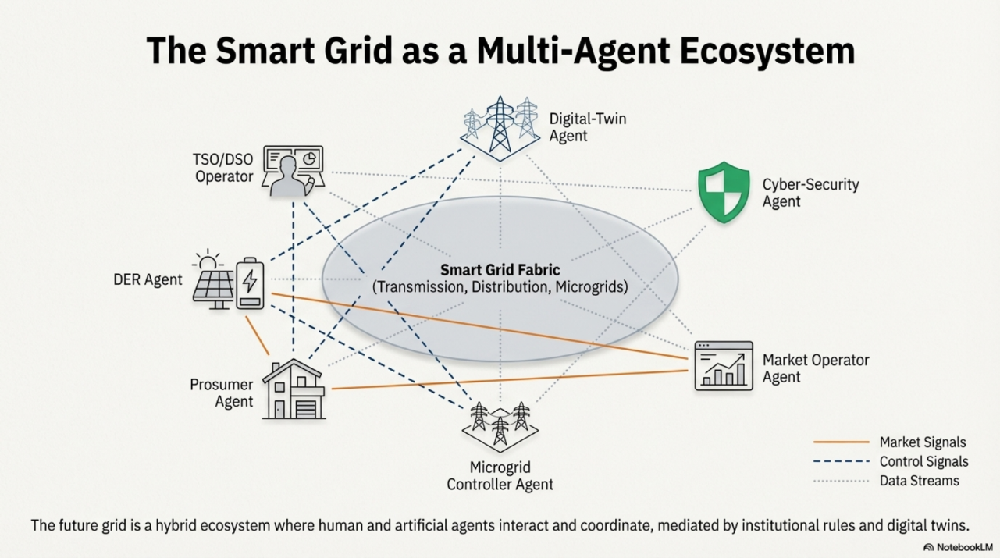 The Smart Grid as a Multi-Agent Ecosystem
Digital-Twin
Agent
TSO/DSO
Operator
Cyber-Security
Agent
Smart Grid Fabric
(Transmission, Distribution, Microgrids)
DER Agent
Market Operator
Agent
Prosumer
Agent
Microgrid
Controller Agent
Market Signals
Control Signals
Data Streams
The future grid is a hybrid ecosystem where human and artificial agents interact and coordinate, mediated by institutional rules and digital twins.
NotebookLM